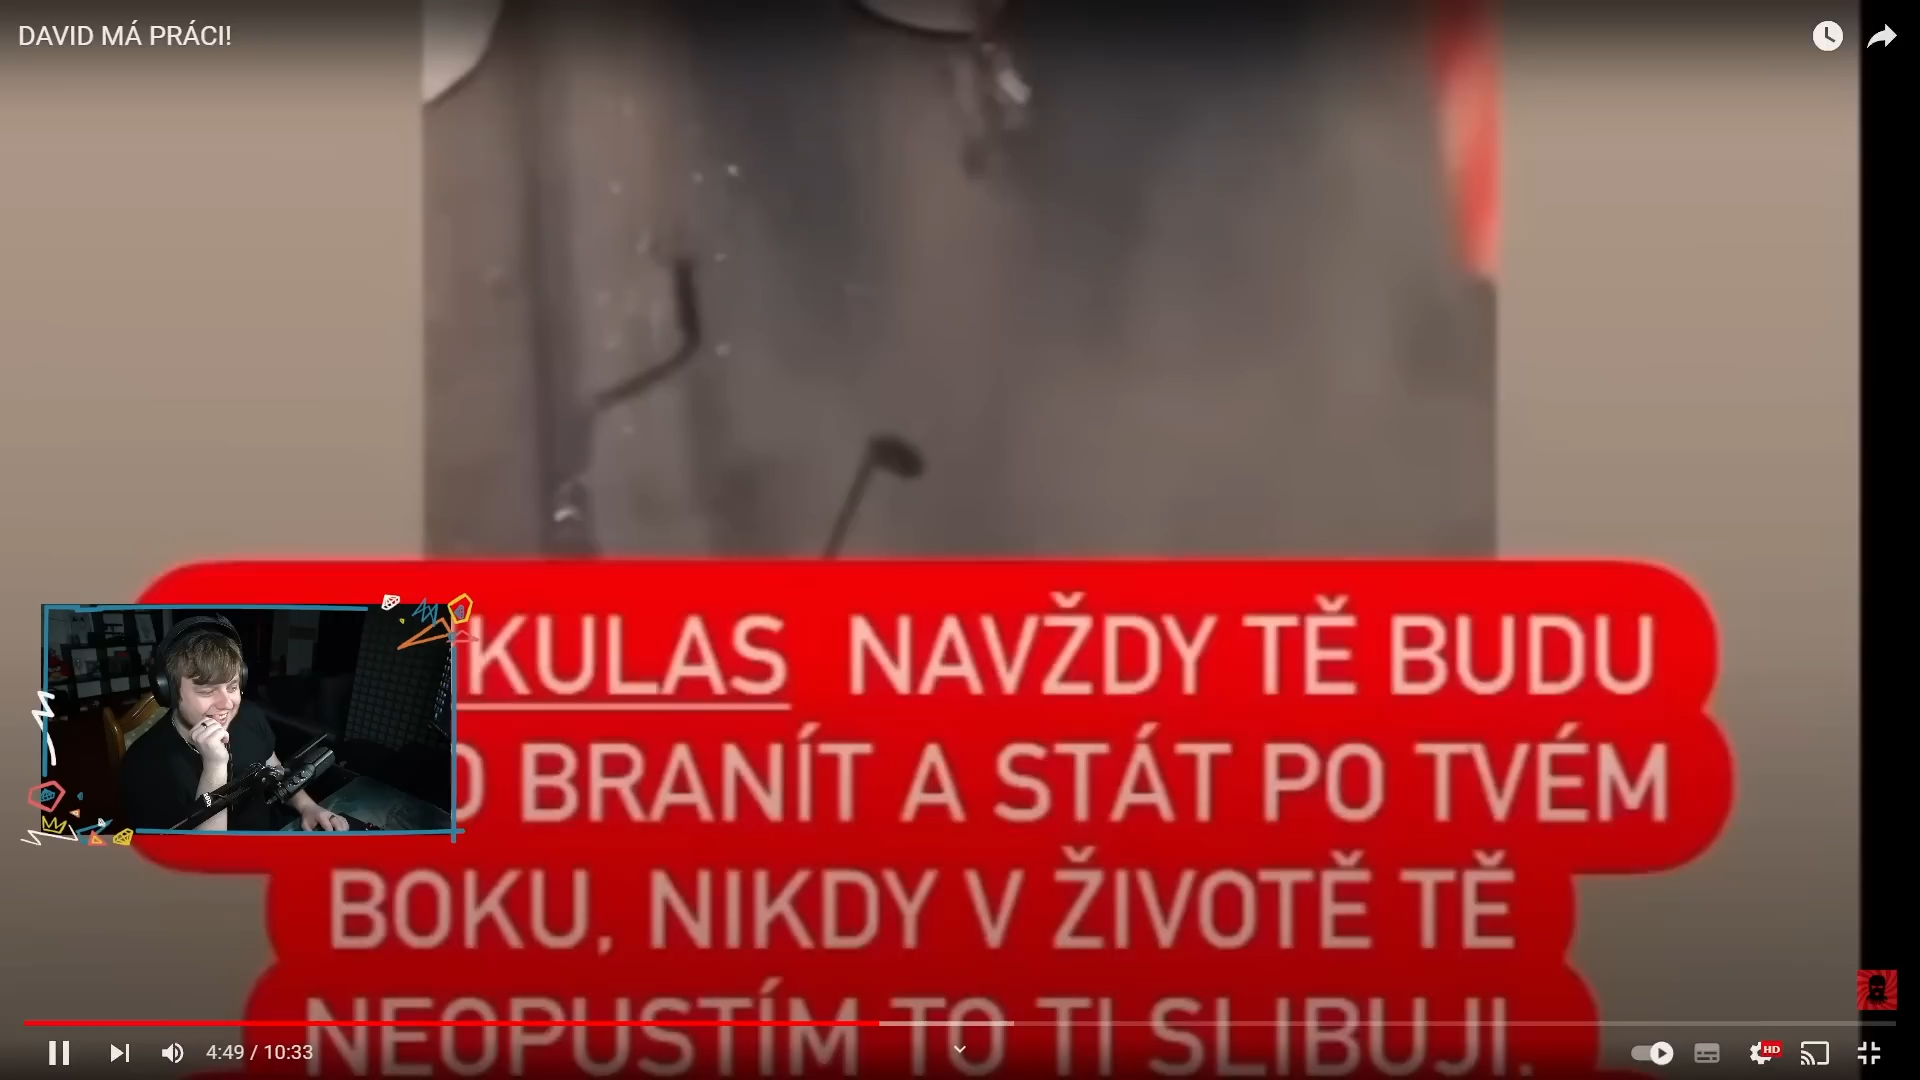 DAVID MÁ PRÁCI!
KULAS NAVŽDY TĚ BUDU
BRANÍT A STÁT PO TVÉM
BOKU, NIKDY V ŽIVOTĚ TĚ
NEOPUSTÍM TO TI SLIBUJI.
4:49 / 10:33
HD